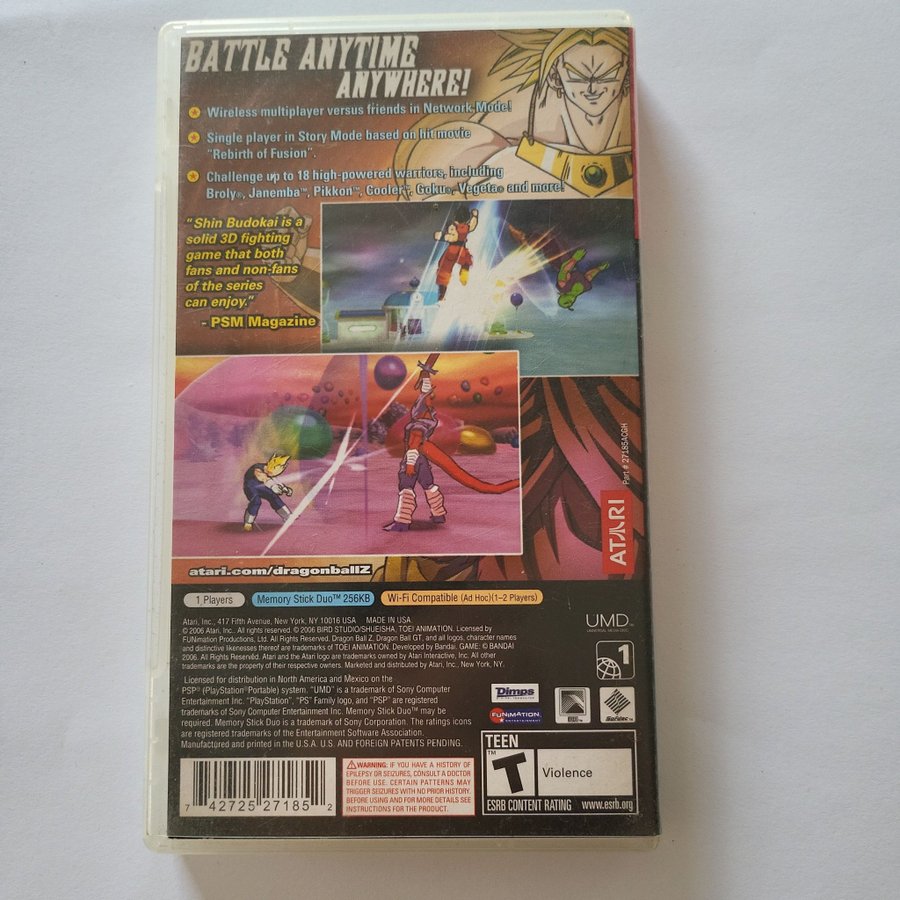 BATTLE ANYTIME
ANYWHERE!
Wireless multiplayer versus friends in Network Mode!
Single player in Story Mode based on hit movie
"Rebirth of Fusion".
Challenge up to 18 high-powered warriors, including
Broly®, Janemba™, Pikkon™, Cooler™, Goku®, Vegeta® and more!
"Shin Budokai is a
solid 3D fighting
game that both
fans and non-fans
of the series
can enjoy."
- PSM Magazine
Part # 27185ACGH
ATARI
atari.com/dragonballZ
1 Players
Memory Stick Duo™ 256KB
Wi-Fi Compatible (Ad Hoc)(1-2 Players)
Atari, Inc., 417 Fifth Avenue, New York, NY 10016 USA MADE IN USA.
© 2006 Atari, Inc. All rights reserved. © 2006 BIRD STUDIO/SHUEISHA, TOEI ANIMATION. Licensed by
FUNimation Productions, Ltd. All Rights Reserved. Dragon Ball Z, Dragon Ball GT, and all logos, character names
and distinctive likenesses thereof are trademarks of TOEI ANIMATION. Developed by Bandai. GAME: © BANDAI
2006. All Rights Reserved. Atari and the Atari logo are trademarks owned by Atari Interactive, Inc. All other
trademarks are the property of their respective owners. Marketed and distributed by Atari, Inc., New York, NY.
UMD™
UNIVERSAL MEDIA DISC
1
Licensed for distribution in North America and Mexico on the
PSP® (PlayStation®Portable) system. "UMD" is a trademark of Sony Computer
Entertainment Inc. "PlayStation", "PS" Family logo, and "PSP" are registered
trademarks of Sony Computer Entertainment Inc. Memory Stick Duo™ may be
required. Memory Stick Duo is a trademark of Sony Corporation. The ratings icons
are registered trademarks of the Entertainment Software Association.
Manufactured and printed in the U.S.A. U.S. AND FOREIGN PATENTS PENDING.
Dimps
FUNIMATION
ENTERTAINMENT
7 42725 27185 2
WARNING: IF YOU HAVE A HISTORY OF
EPILEPSY OR SEIZURES, CONSULT A DOCTOR
BEFORE USE. CERTAIN PATTERNS MAY
TRIGGER SEIZURES WITH NO PRIOR HISTORY.
BEFORE USING AND FOR MORE DETAILS SEE
INSTRUCTIONS FOR THE PRODUCT.
TEEN
T
Violence
ESRB CONTENT RATING www.esrb.org